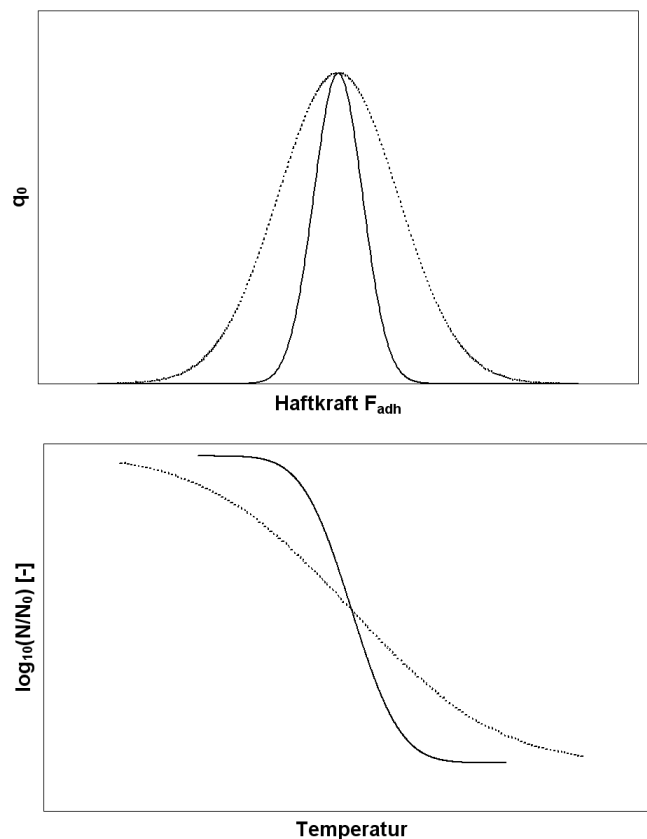 q₀
Haftkraft F_adh
log₁₀(N/N₀) [-]
Temperatur